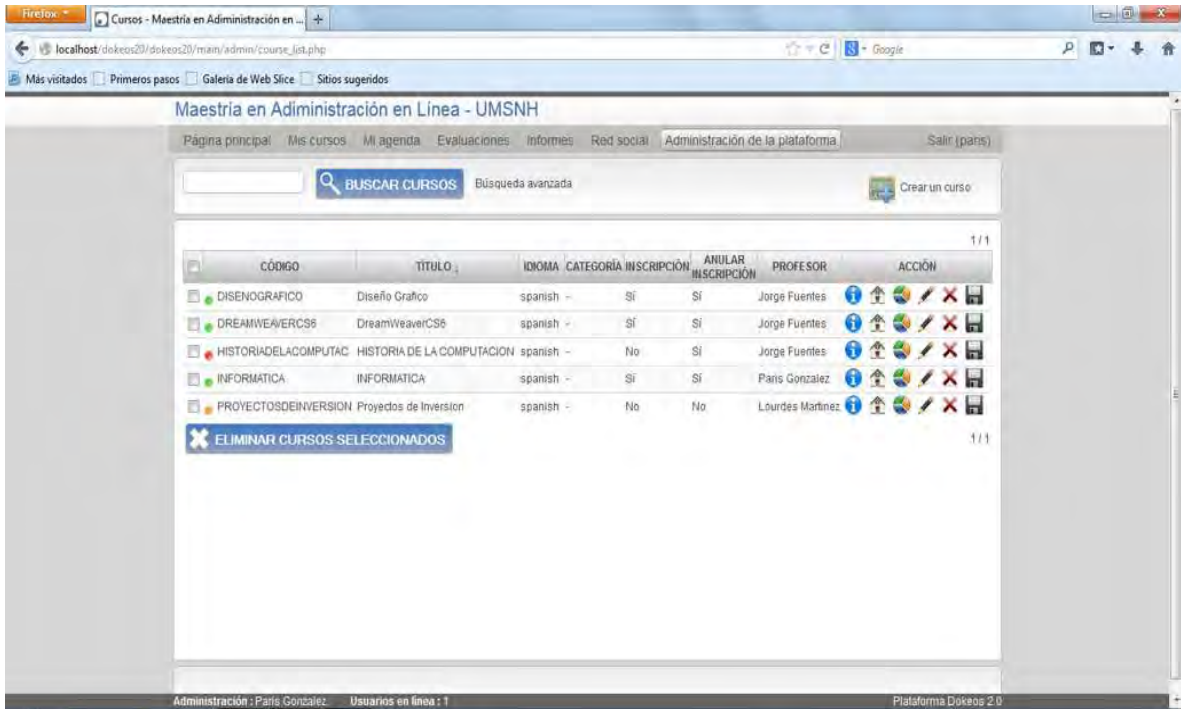 Firefox
Cursos - Maestría en Adiministración en ...
localhost/dokeos20/dokeos20/main/admin/course_list.php
Google
Más visitados Primeros pasos Galería de Web Slice Sitios sugeridos
Maestría en Adiministración en Línea - UMSNH
Página principal Mis cursos Mi agenda Evaluaciones Informes Red social Administración de la plataforma Salir (paris)
BUSCAR CURSOS Búsqueda avanzada Crear un curso
1 / 1
CÓDIGO TÍTULO IDIOMA CATEGORÍA INSCRIPCIÓN ANULAR INSCRIPCIÓN PROFESOR ACCIÓN
DISENOGRAFICO Diseño Grafico spanish - Sí Sí Jorge Fuentes
DREAMWEAVERCS6 DreamWeaverCS6 spanish - Sí Sí Jorge Fuentes
HISTORIADELACOMPUTAC HISTORIA DE LA COMPUTACION spanish - No Sí Jorge Fuentes
INFORMATICA INFORMATICA spanish - Sí Sí Paris Gonzalez
PROYECTOSDEINVERSION Proyectos de Inversion spanish - No No Lourdes Martinez
ELIMINAR CURSOS SELECCIONADOS 1 / 1
Administración : Paris Gonzalez Usuarios en línea : 1 Plataforma Dokeos 2.0